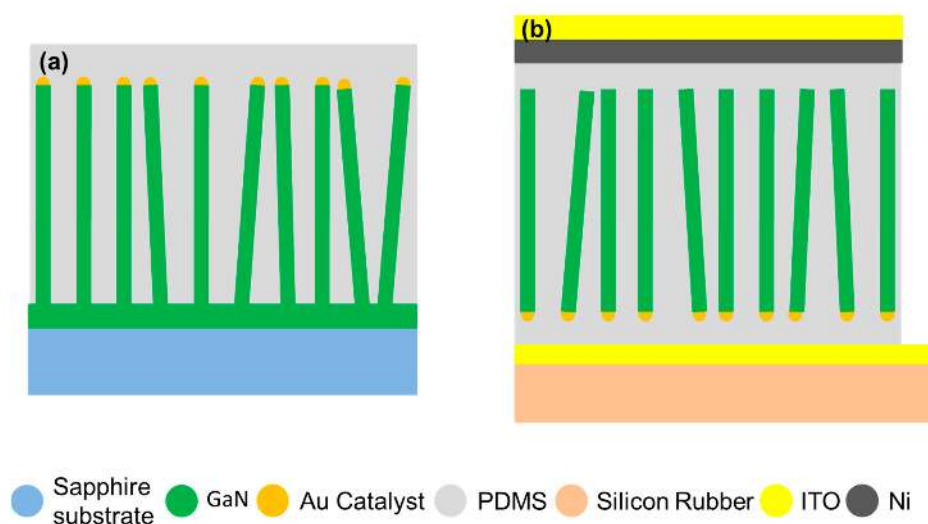 (a)
(b)
Sapphire
substrate
GaN
Au Catalyst
PDMS
Silicon Rubber
ITO
Ni